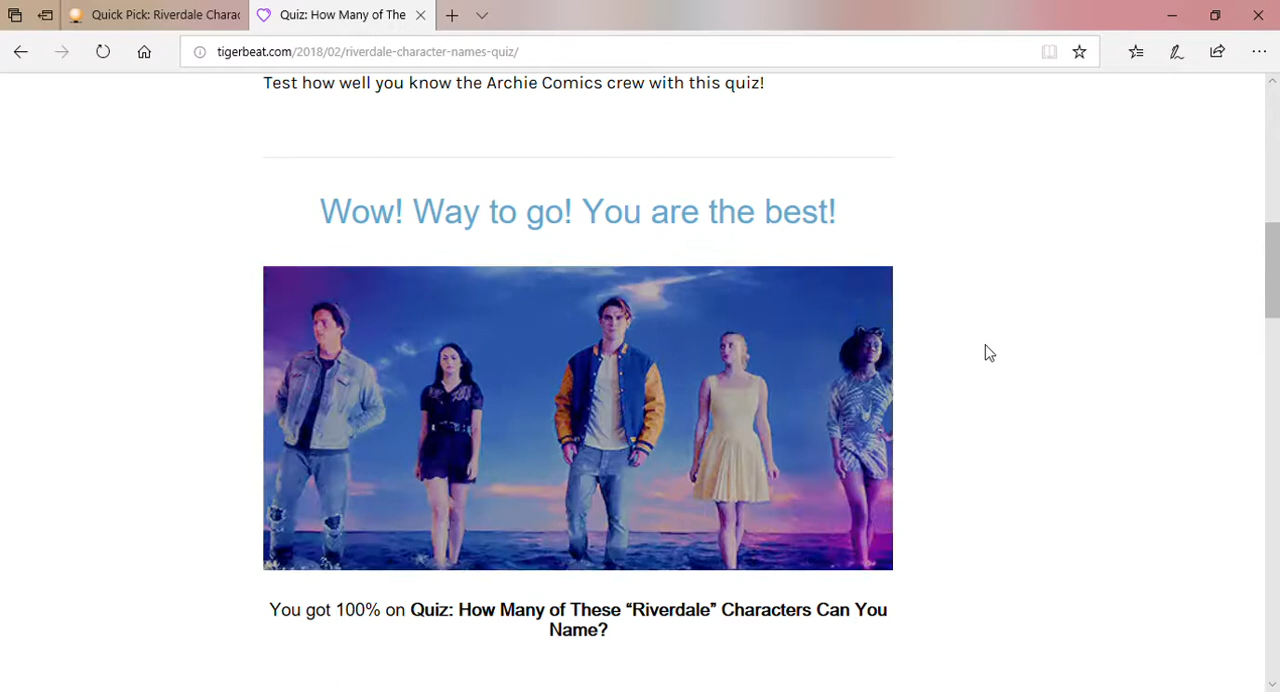 Quick Pick: Riverdale Charac
Quiz: How Many of The
tigerbeat.com/2018/02/riverdale-character-names-quiz/
Test how well you know the Archie Comics crew with this quiz!
Wow! Way to go! You are the best!
You got 100% on Quiz: How Many of These “Riverdale” Characters Can You
Name?